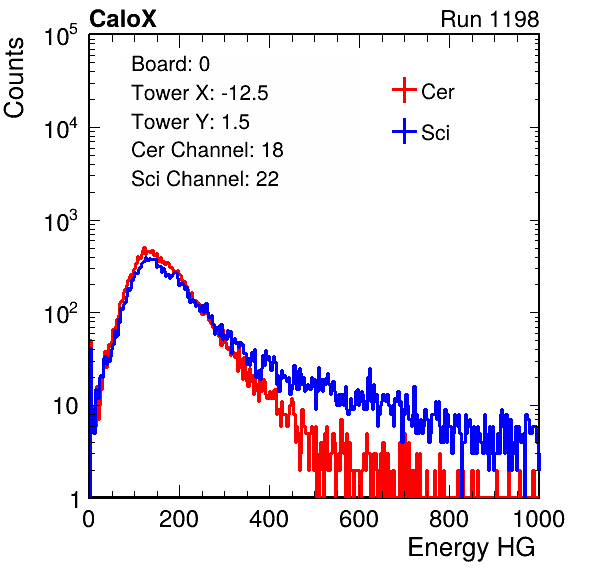 CaloX Run 1198
Counts
10^5
10^4
10^3
10^2
10
1
Board: 0
Tower X: -12.5
Tower Y: 1.5
Cer Channel: 18
Sci Channel: 22
Cer
Sci
0 200 400 600 800 1000
Energy HG